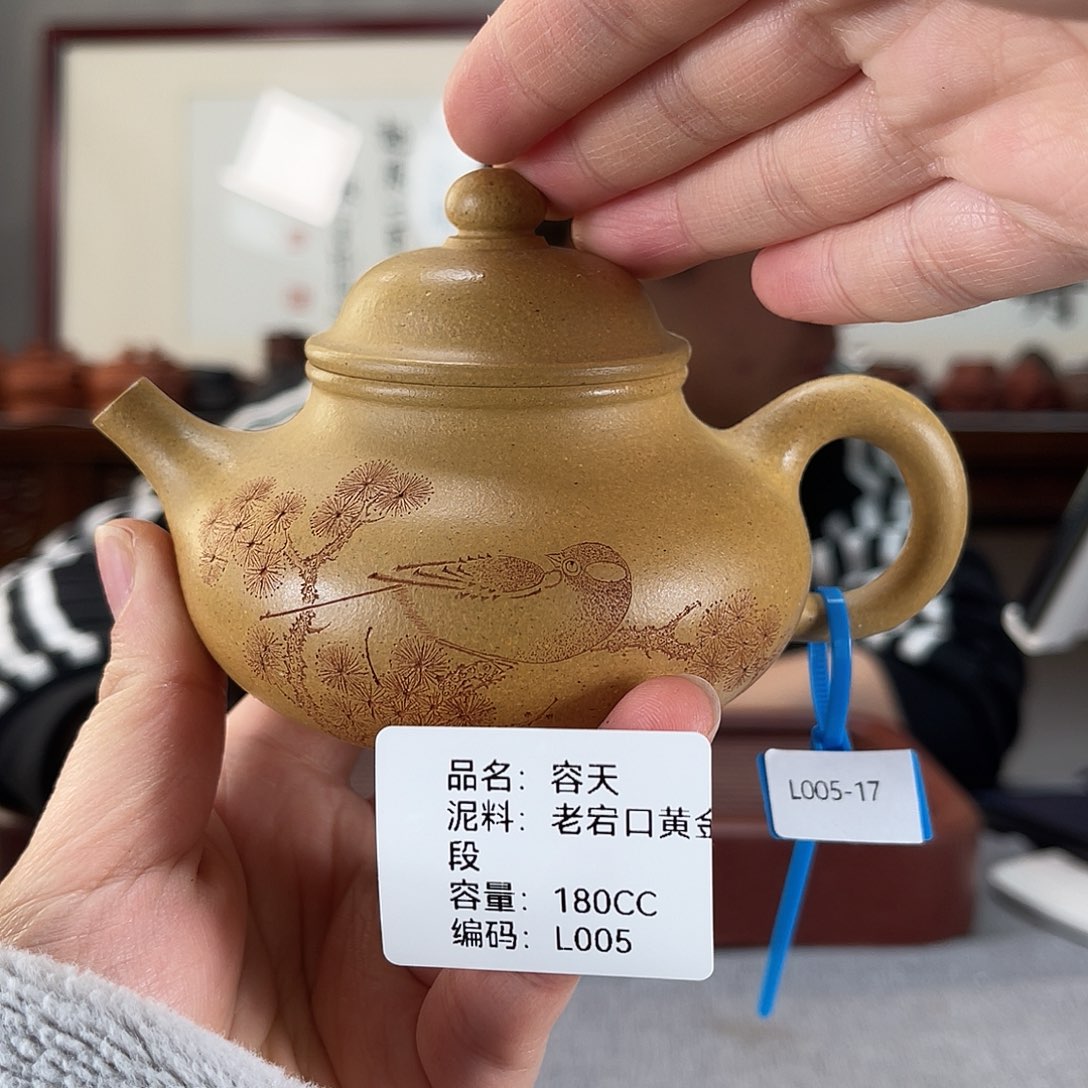 品名：容天
泥料：老宕口黄金
段
容量：180CC
编码：L005
L005-17